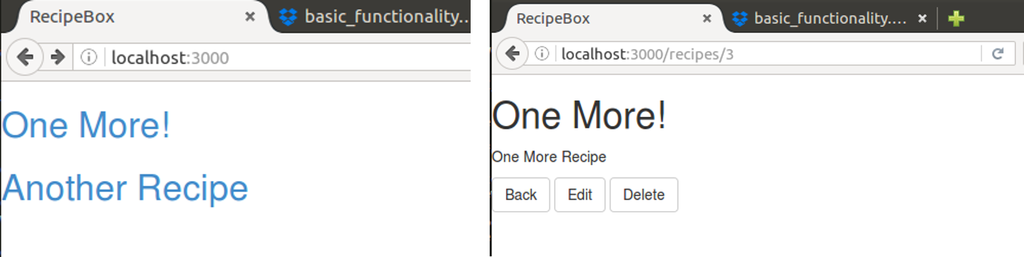 RecipeBox
basic_functionality...
localhost:3000
One More!
Another Recipe
RecipeBox
basic_functionality....
localhost:3000/recipes/3
One More!
One More Recipe
Back Edit Delete